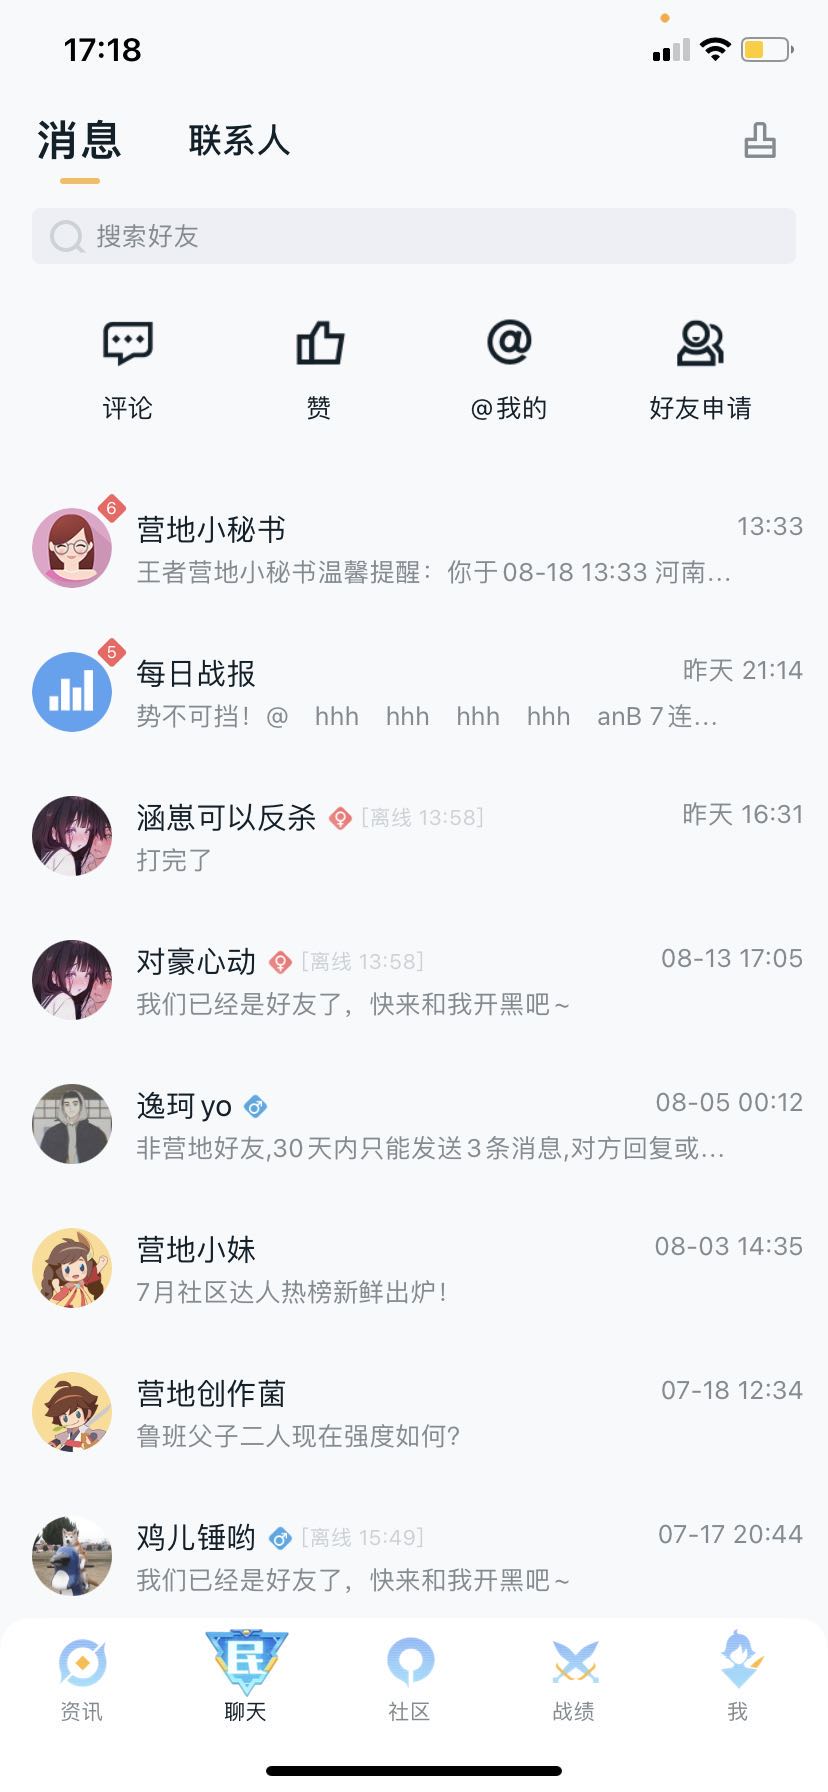 17:18
消息 联系人
搜索好友
评论 赞 @我的 好友申请
6
营地小秘书 13:33
王者营地小秘书温馨提醒：你于08-18 13:33 河南...
5
每日战报 昨天 21:14
势不可挡！@ hhh hhh hhh hhh anB 7连...
涵崽可以反杀 [离线 13:58] 昨天 16:31
打完了
对豪心动 [离线 13:58] 08-13 17:05
我们已经是好友了，快来和我开黑吧~
逸珂yo 08-05 00:12
非营地好友,30天内只能发送3条消息,对方回复或...
营地小妹 08-03 14:35
7月社区达人热榜新鲜出炉！
营地创作菌 07-18 12:34
鲁班父子二人现在强度如何?
鸡儿锤哟 [离线 15:49] 07-17 20:44
我们已经是好友了，快来和我开黑吧~
民
资讯 聊天 社区 战绩 我